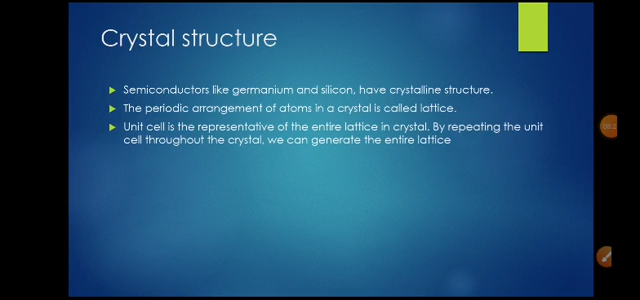 Crystal structure
Semiconductors like germanium and silicon, have crystalline structure.
The periodic arrangement of atoms in a crystal is called lattice.
Unit cell is the representative of the entire lattice in crystal. By repeating the unit
cell throughout the crystal, we can generate the entire lattice